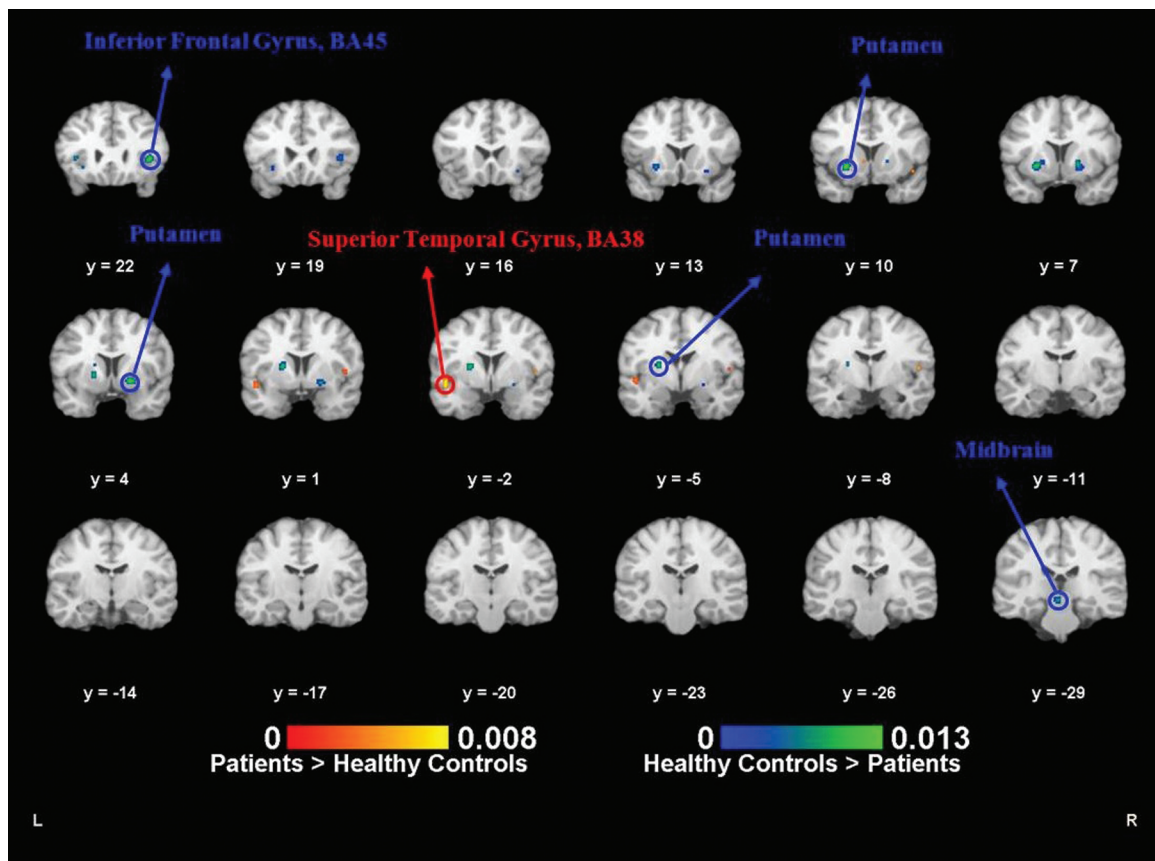 Inferior Frontal Gyrus, BA45
Putamen
Putamen
Superior Temporal Gyrus, BA38
Putamen
y = 22
y = 19
y = 16
y = 13
y = 10
y = 7
Midbrain
y = 4
y = 1
y = -2
y = -5
y = -8
y = -11
y = -14
y = -17
y = -20
y = -23
y = -26
y = -29
0 0.008
Patients > Healthy Controls
0 0.013
Healthy Controls > Patients
L
R